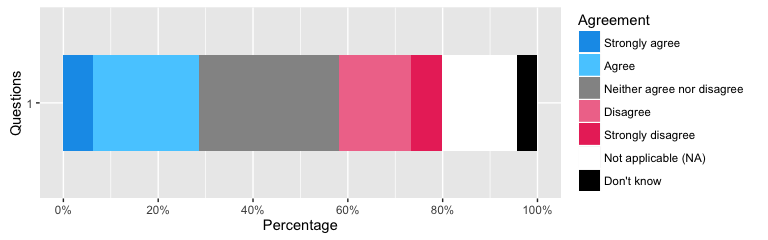 Agreement
Strongly agree
Agree
Neither agree nor disagree
Disagree
Strongly disagree
Not applicable (NA)
Don't know
Questions
1
0% 20% 40% 60% 80% 100%
Percentage